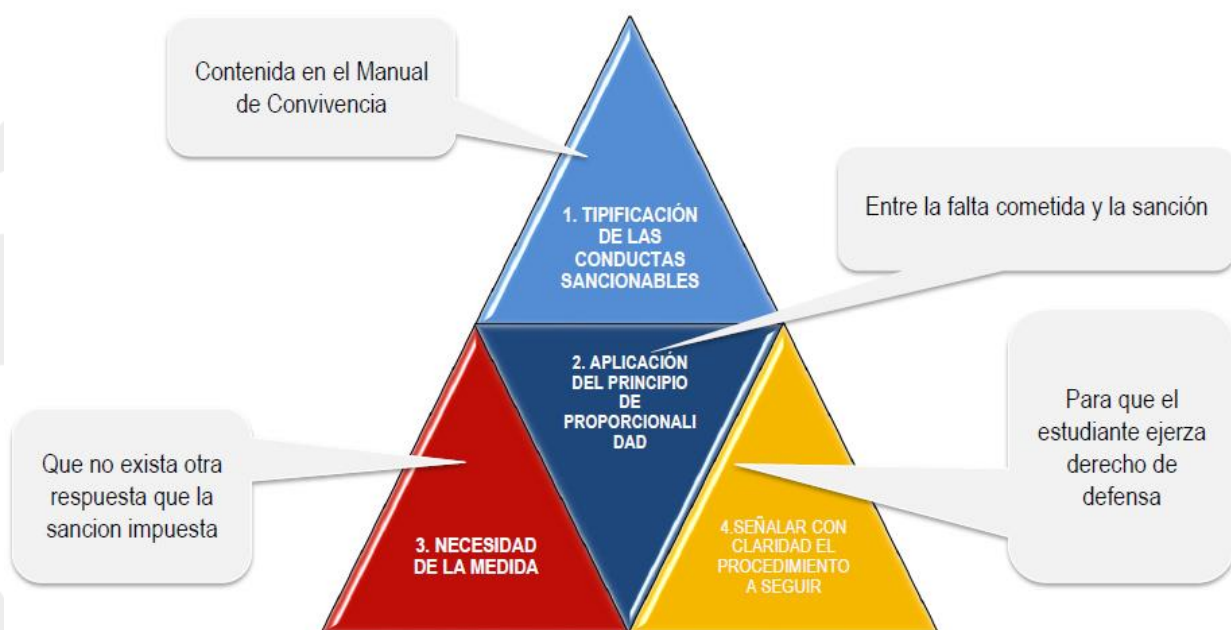 Contenida en el Manual
de Convivencia
1. TIPIFICACIÓN
DE LAS
CONDUCTAS
SANCIONABLES
Entre la falta cometida y la sanción
2. APLICACIÓN
DEL PRINCIPIO
DE
PROPORCIONALI
DAD
Que no exista otra
respuesta que la
sancion impuesta
3. NECESIDAD
DE LA MEDIDA
Para que el
estudiante ejerza
derecho de
defensa
4.SEÑALAR CON
CLARIDAD EL
PROCEDIMIENTO
A SEGUIR